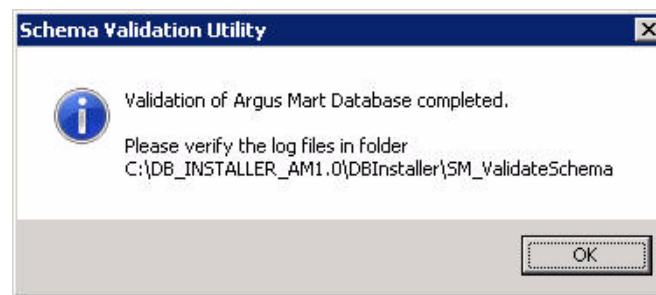 Schema Validation Utility
Validation of Argus Mart Database completed.
Please verify the log files in folder
C:\DB_INSTALLER_AM1.0\DBInstaller\SM_ValidateSchema
OK